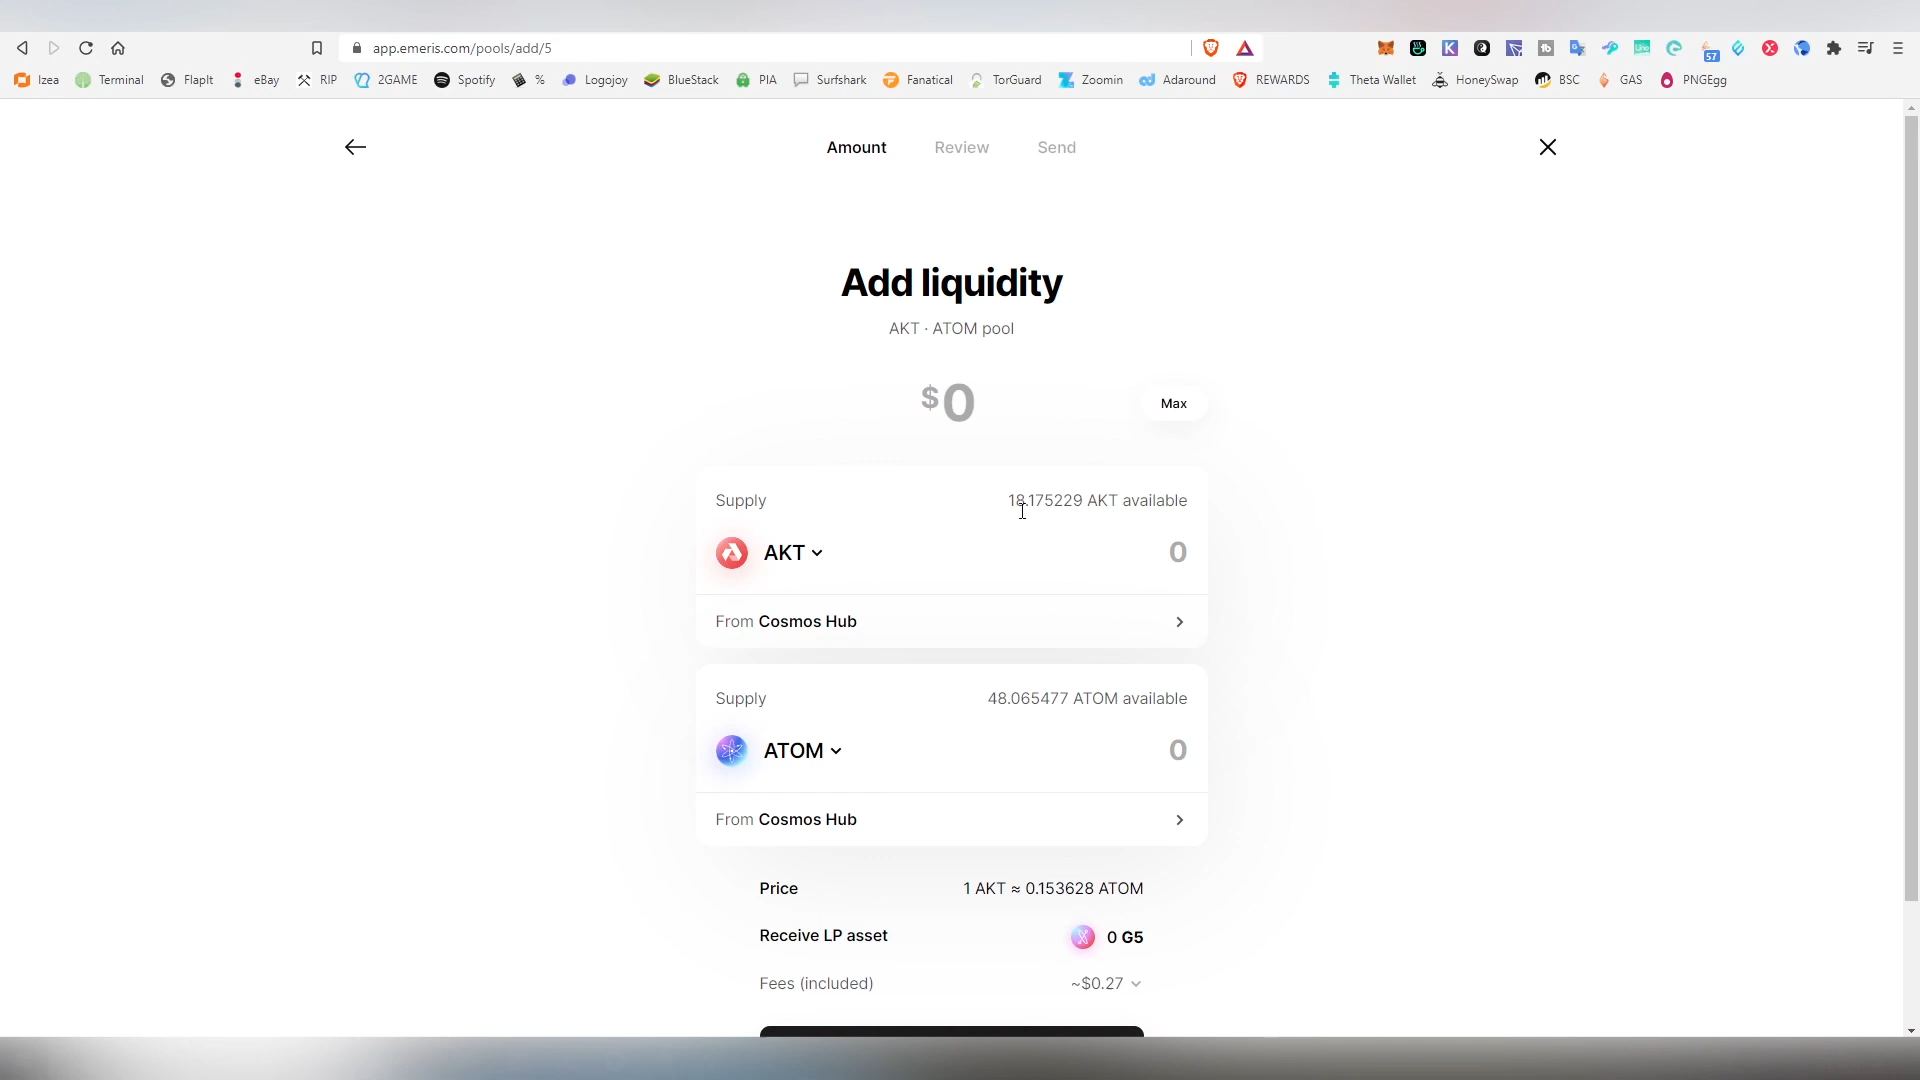 app.emeris.com/pools/add/5
57
Izea Terminal FlapIt eBay RIP 2GAME Spotify % Logojoy BlueStack PIA Surfshark Fanatical TorGuard Zoomin Adaround REWARDS Theta Wallet HoneySwap BSC GAS PNGEgg
Amount Review Send
Add liquidity
AKT · ATOM pool
$0 Max
Supply 18.175229 AKT available
AKT 0
From Cosmos Hub
Supply 48.065477 ATOM available
ATOM 0
From Cosmos Hub
Price 1 AKT ≈ 0.153628 ATOM
Receive LP asset 0 G5
Fees (included) ~$0.27